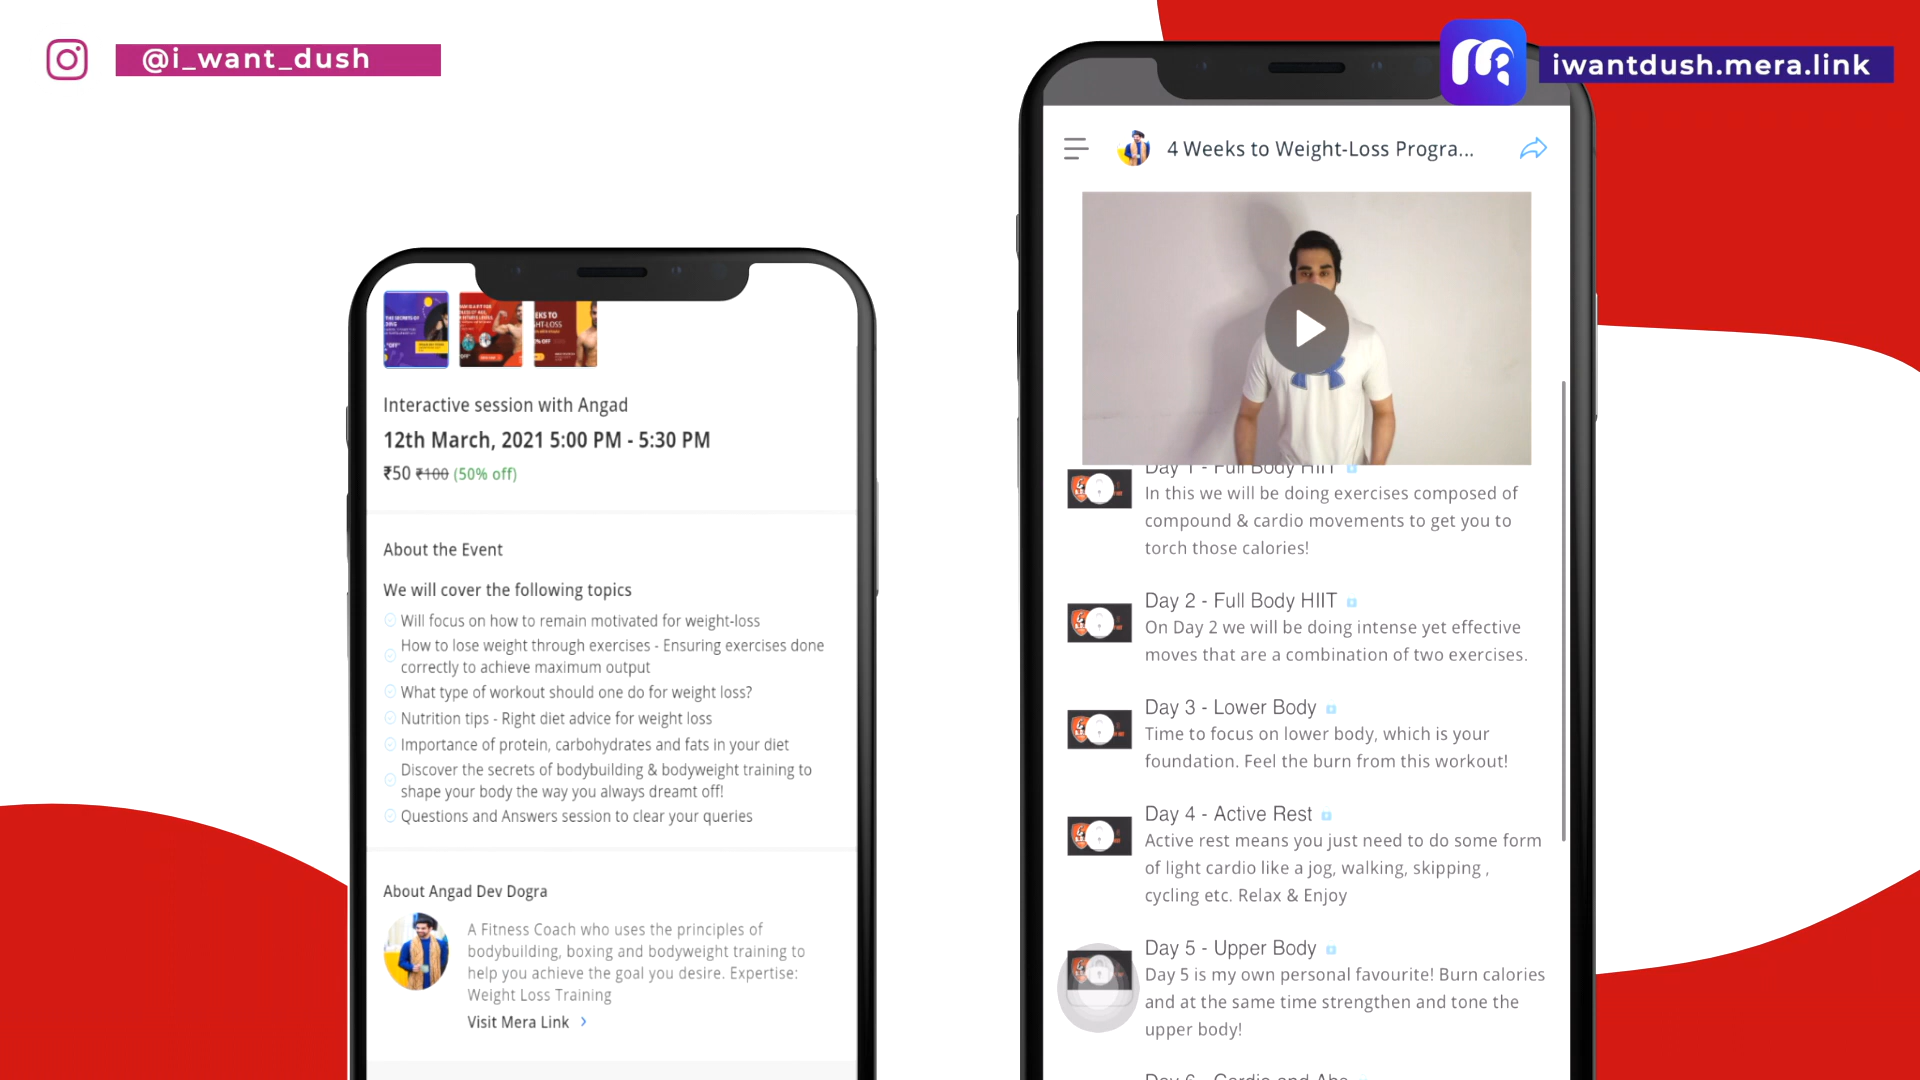 @i_want_dush
iwantdush.mera.link
Interactive session with Angad
12th March, 2021 5:00 PM - 5:30 PM
₹50 ₹100 (50% off)
About the Event
We will cover the following topics
Will focus on how to remain motivated for weight-loss
How to lose weight through exercises - Ensuring exercises done
correctly to achieve maximum output
What type of workout should one do for weight loss?
Nutrition tips - Right diet advice for weight loss
Importance of protein, carbohydrates and fats in your diet
Discover the secrets of bodybuilding & bodyweight training to
shape your body the way you always dreamt off!
Questions and Answers session to clear your queries
About Angad Dev Dogra
A Fitness Coach who uses the principles of
bodybuilding, boxing and bodyweight training to
help you achieve the goal you desire. Expertise:
Weight Loss Training
Visit Mera Link
4 Weeks to Weight-Loss Progra...
Day 1 - Full Body HIIT
In this we will be doing exercises composed of
compound & cardio movements to get you to
torch those calories!
Day 2 - Full Body HIIT
On Day 2 we will be doing intense yet effective
moves that are a combination of two exercises.
Day 3 - Lower Body
Time to focus on lower body, which is your
foundation. Feel the burn from this workout!
Day 4 - Active Rest
Active rest means you just need to do some form
of light cardio like a jog, walking, skipping ,
cycling etc. Relax & Enjoy
Day 5 - Upper Body
Day 5 is my own personal favourite! Burn calories
and at the same time strengthen and tone the
upper body!
Day 6 - Cardio and Abs